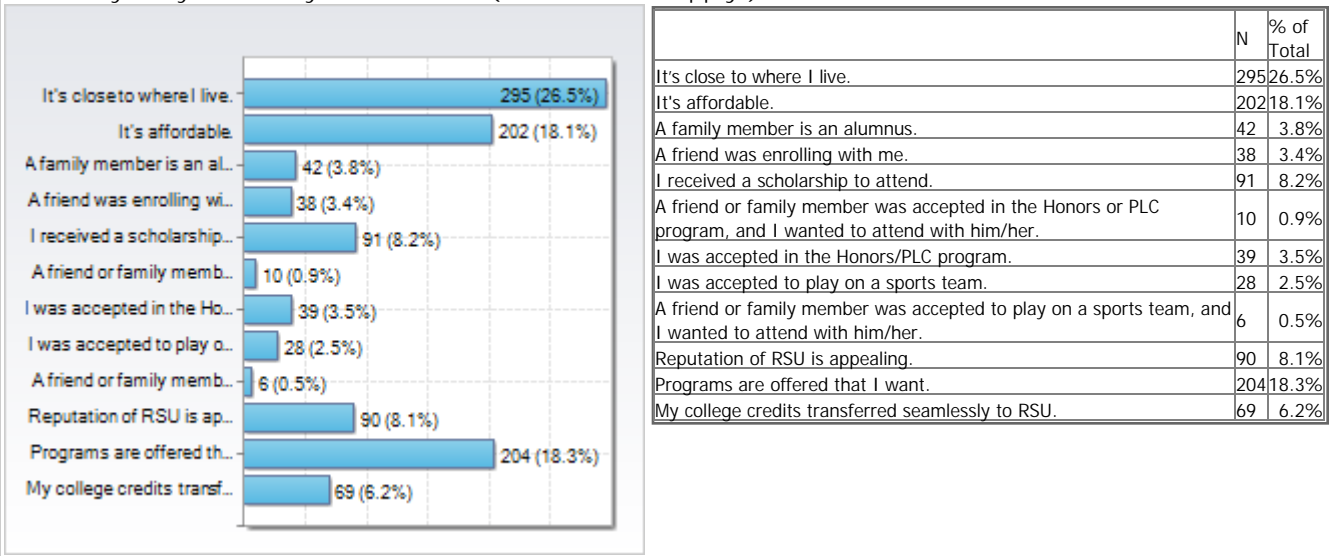 It's closeto whereI live.
295 (26.5%)
It's affordable.
202 (18.1%)
A family member is an al...
42 (3.8%)
A friend was enrolling wi...
38 (3.4%)
I received a scholarship...
91 (8.2%)
A friend or family memb...
10 (0.9%)
I was accepted in the Ho...
39 (3.5%)
I was accepted to play o...
28 (2.5%)
A friend or family memb...
6 (0.5%)
Reputation of RSU is ap...
90 (8.1%)
Programs are offered th...
204 (18.3%)
My college credits transf...
69 (6.2%)
N % of
Total
It's close to where I live. 295 26.5%
It's affordable. 202 18.1%
A family member is an alumnus. 42 3.8%
A friend was enrolling with me. 38 3.4%
I received a scholarship to attend. 91 8.2%
A friend or family member was accepted in the Honors or PLC
program, and I wanted to attend with him/her. 10 0.9%
I was accepted in the Honors/PLC program. 39 3.5%
I was accepted to play on a sports team. 28 2.5%
A friend or family member was accepted to play on a sports team, and
I wanted to attend with him/her. 6 0.5%
Reputation of RSU is appealing. 90 8.1%
Programs are offered that I want. 204 18.3%
My college credits transferred seamlessly to RSU. 69 6.2%